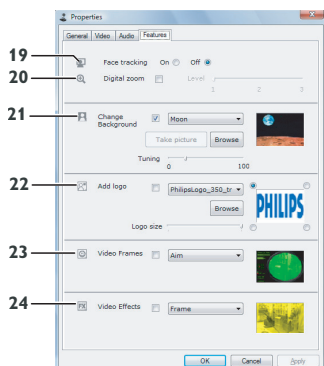 Properties
General Video Audio Features
19 Face tracking On Off
20 Digital zoom Level
1 2 3
21 Change Background Moon
Take picture Browse
Tuning
0 100
22 Add logo PhilipsLogo_350_tr
Browse
PHILIPS
Logo size
23 Video Frames Aim
24 FX Video Effects Frame
OK Cancel Apply